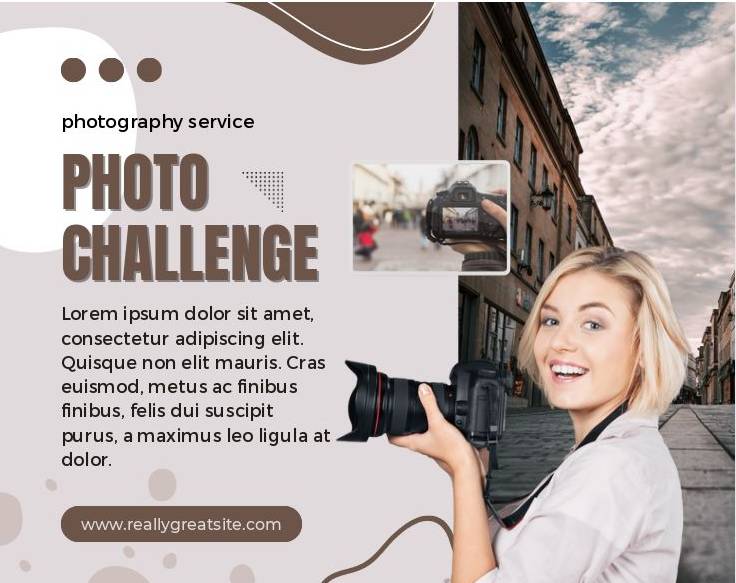 photography service
PHOTO
CHALLENGE
Lorem ipsum dolor sit amet,
consectetur adipiscing elit.
Quisque non elit mauris. Cras
euismod, metus ac finibus
finibus, felis dui suscipit
purus, a maximus leo ligula at
dolor.
www.reallygreatsite.com